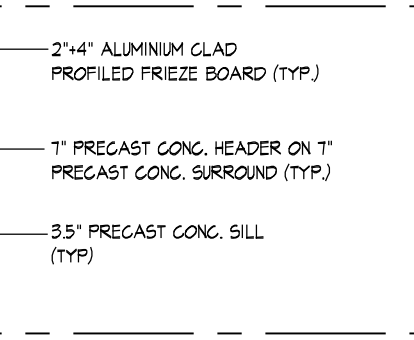 2"+4" ALUMINIUM CLAD
PROFILED FRIEZE BOARD (TYP.)
7" PRECAST CONC. HEADER ON 7"
PRECAST CONC. SURROUND (TYP.)
3.5" PRECAST CONC. SILL
(TYP)